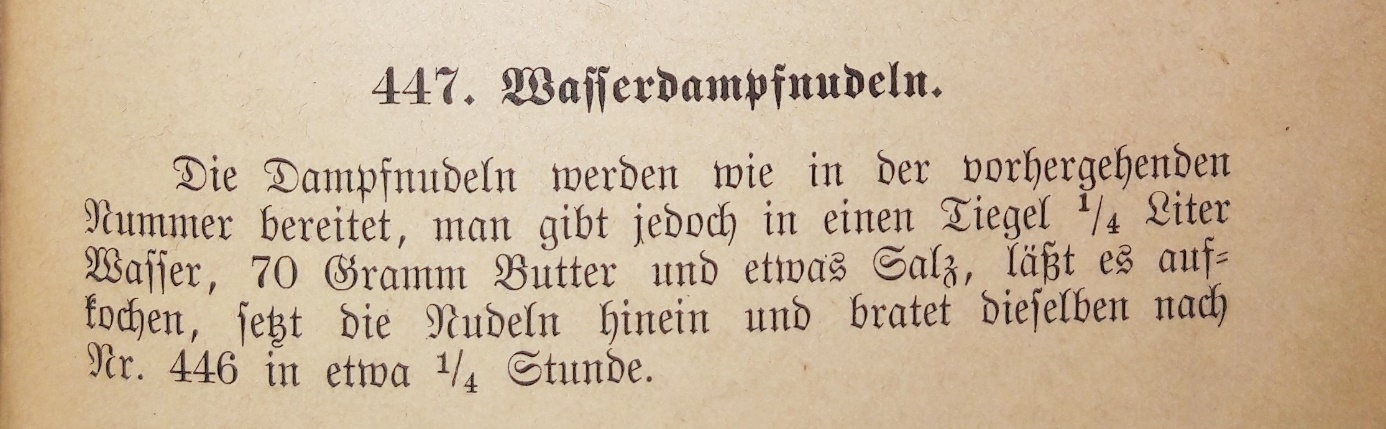 447. Wasserdampfnudeln.
Die Dampfnudeln werden wie in der vorhergehenden
Nummer bereitet, man gibt jedoch in einen Tiegel 1/4 Liter
Wasser, 70 Gramm Butter und etwas Salz, läßt es auf-
kochen, setzt die Nudeln hinein und bratet dieselben nach
Nr. 446 in etwa 1/4 Stunde.